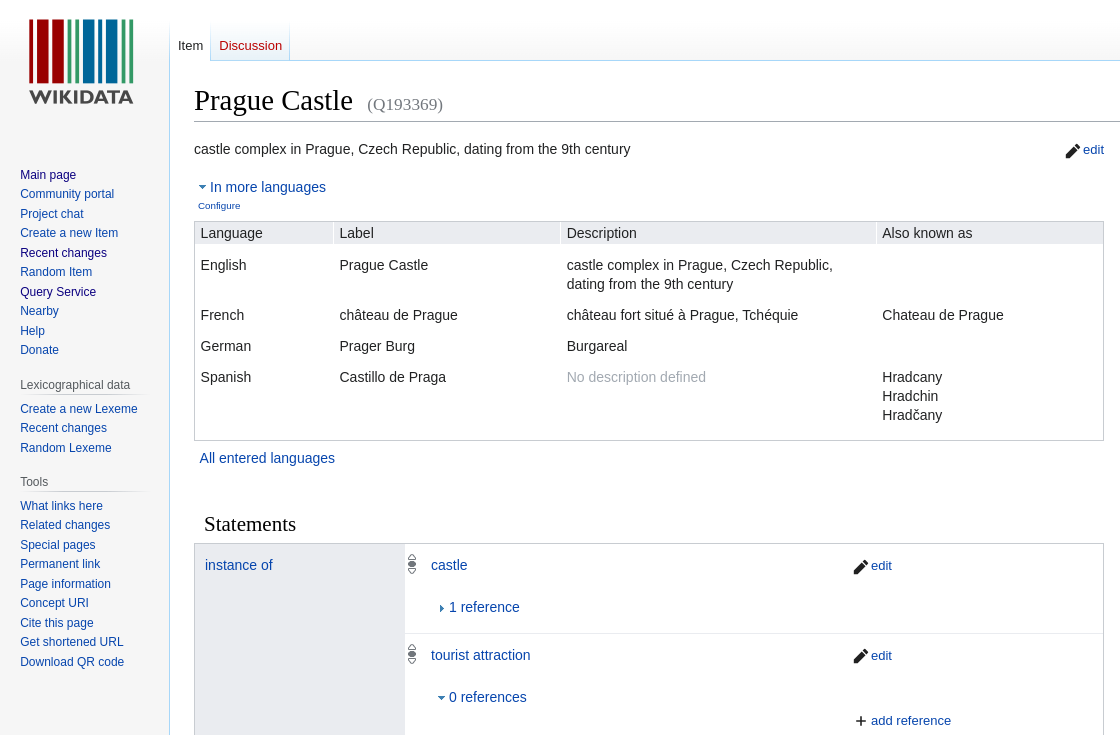 WIKIDATA
Main page
Community portal
Project chat
Create a new Item
Recent changes
Random Item
Query Service
Nearby
Help
Donate
Lexicographical data
Create a new Lexeme
Recent changes
Random Lexeme
Tools
What links here
Related changes
Special pages
Permanent link
Page information
Concept URI
Cite this page
Get shortened URL
Download QR code
Item Discussion
Prague Castle (Q193369)
castle complex in Prague, Czech Republic, dating from the 9th century edit
In more languages
Configure
Language Label Description Also known as
English Prague Castle castle complex in Prague, Czech Republic,
dating from the 9th century
French château de Prague château fort situé à Prague, Tchéquie Chateau de Prague
German Prager Burg Burgareal
Spanish Castillo de Praga No description defined Hradcany
Hradchin
Hradčany
All entered languages
Statements
instance of castle edit
1 reference
tourist attraction edit
0 references
add reference